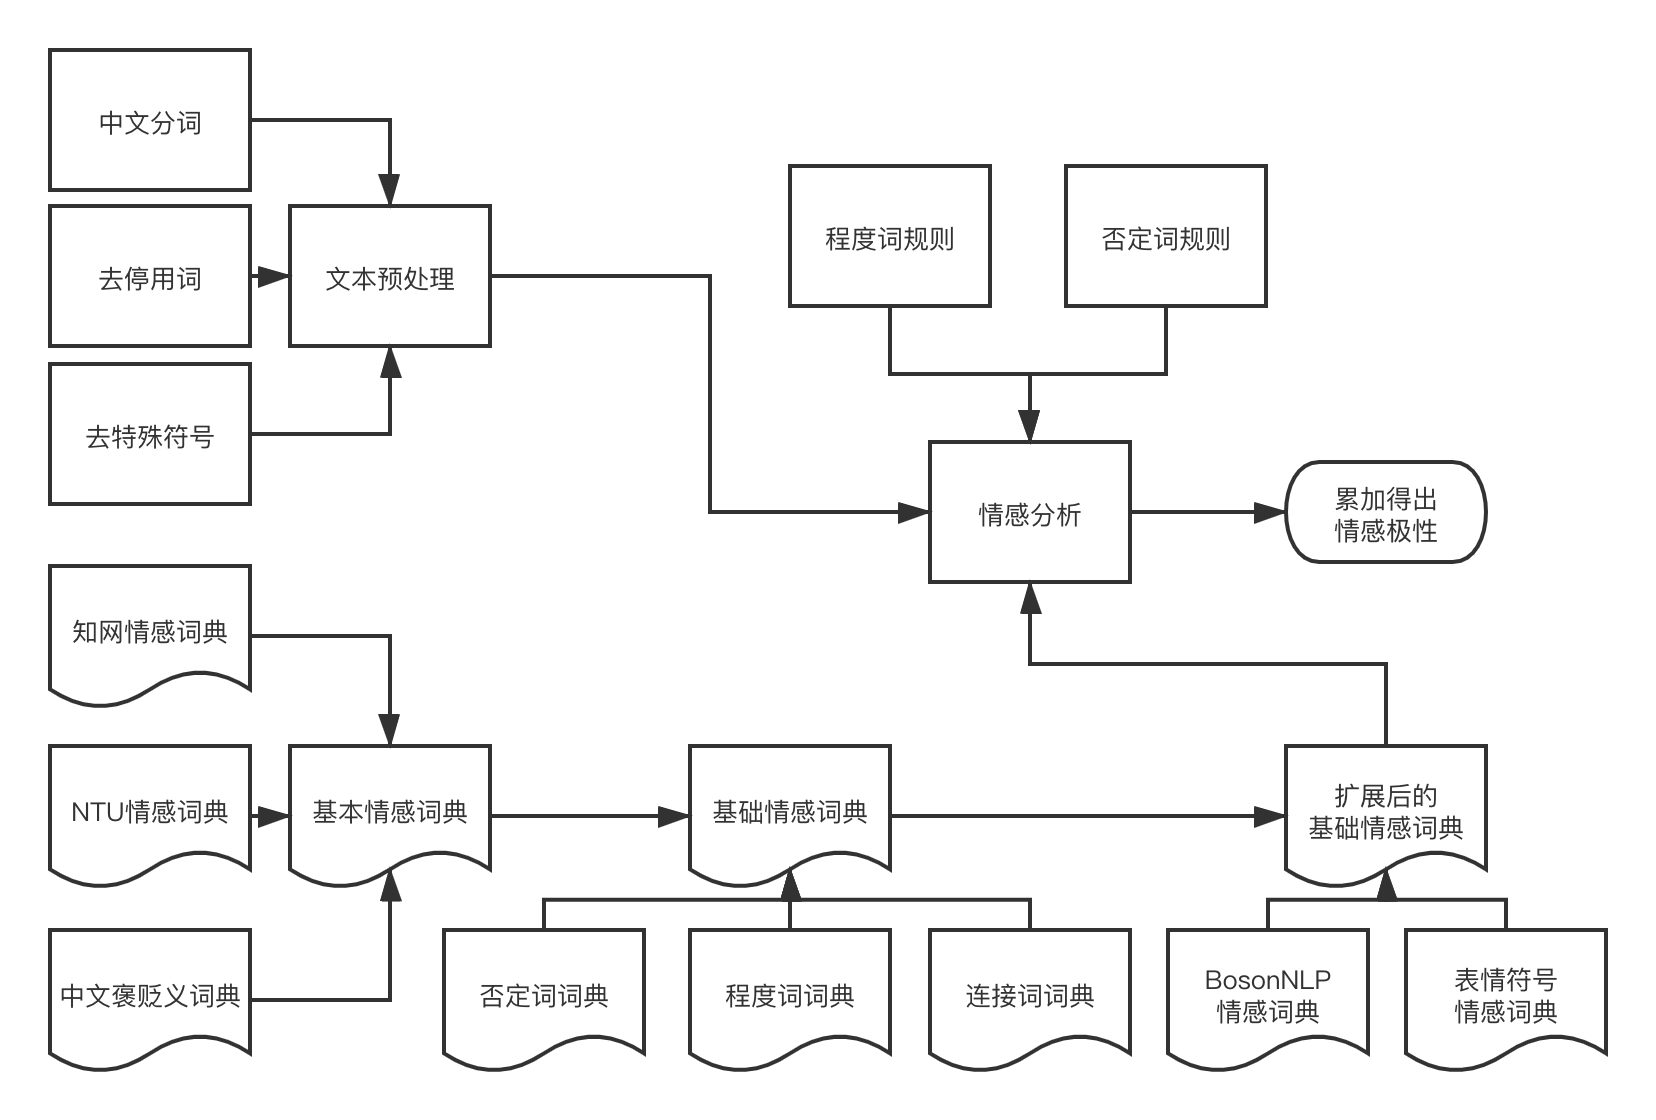 中文分词
去停用词
文本预处理
去特殊符号
程度词规则
否定词规则
情感分析
累加得出
情感极性
知网情感词典
NTU情感词典
基本情感词典
基础情感词典
扩展后的
基础情感词典
中文褒贬义词典
否定词词典
程度词词典
连接词词典
BosonNLP
情感词典
表情符号
情感词典